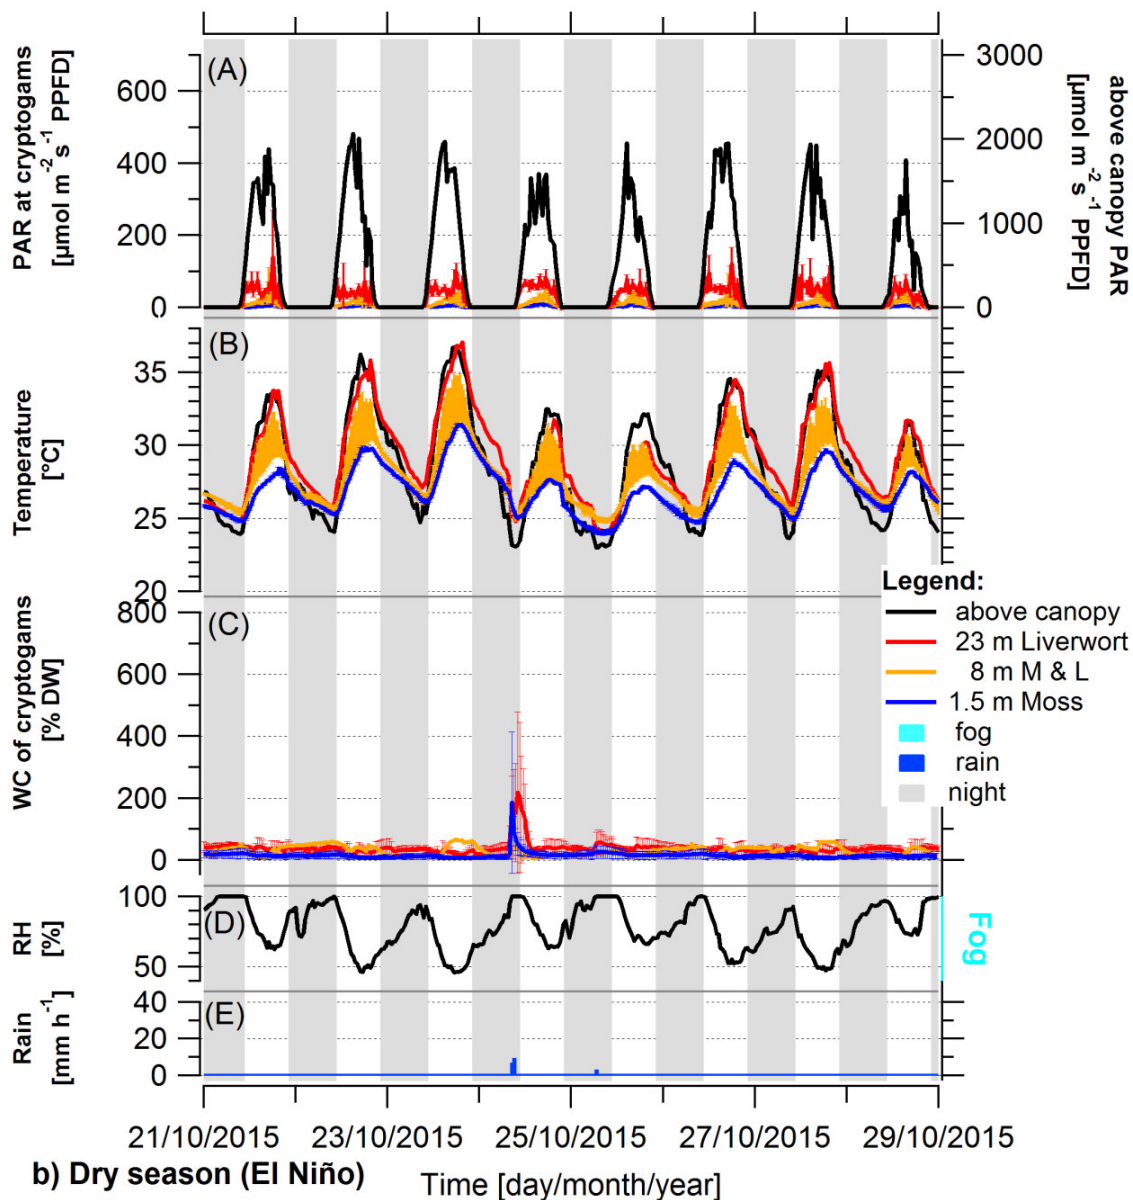 (A)
PAR at cryptogams
[µmol m⁻² s⁻¹ PPFD]
600
400
200
0
3000
2000
1000
0
above canopy PAR
[µmol m⁻² s⁻¹ PPFD]
(B)
Temperature
[°C]
35
30
25
20
(C)
WC of cryptogams
[% DW]
800
600
400
200
0
Legend:
above canopy
23 m Liverwort
8 m M & L
1.5 m Moss
fog
rain
night
(D)
RH
[%]
100
50
Fog
(E)
Rain
[mm h⁻¹]
40
20
0
21/10/2015 23/10/2015 25/10/2015 27/10/2015 29/10/2015
b) Dry season (El Niño)
Time [day/month/year]